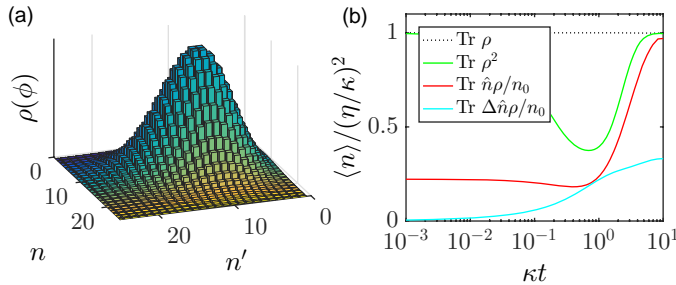 (a)
ρ(ϕ)
0
10
20
n
20
10
0
n′
(b)
⟨n⟩/(η/κ)²
1
0.5
0
Tr ρ
Tr ρ²
Tr n̂ρ/n₀
Tr Δn̂ρ/n₀
10⁻³ 10⁻² 10⁻¹ 10⁰ 10¹
κt